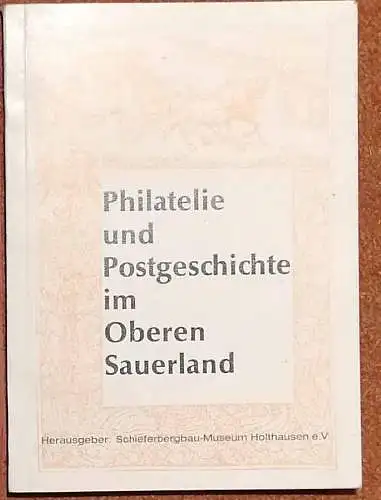 Philatelie
und
Postgeschichte
im
Oberen
Sauerland
Herausgeber: Schieferbergbau-Museum Holthausen e.V